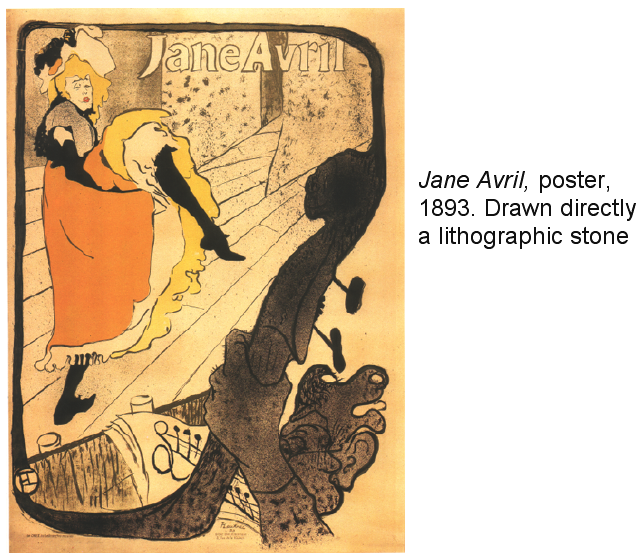 Jane Avril
Jane Avril, poster,
1893. Drawn directly
a lithographic stone